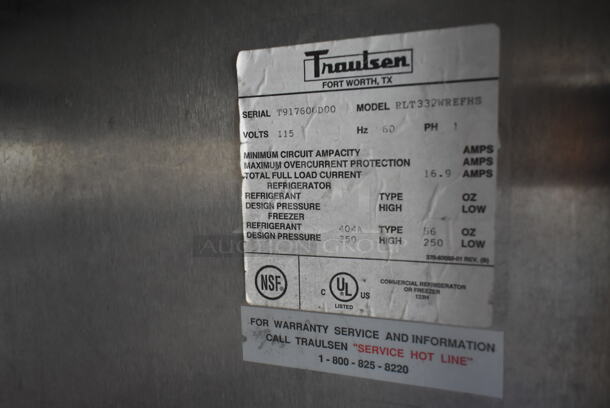 Traulsen
FORT WORTH, TX
SERIAL T917606D00 MODEL RLT332WREFHS
VOLTS 115 Hz 60 PH 1
MINIMUM CIRCUIT AMPACITY AMPS
MAXIMUM OVERCURRENT PROTECTION AMPS
TOTAL FULL LOAD CURRENT 16.9 AMPS
REFRIGERATOR
REFRIGERANT TYPE OZ
DESIGN PRESSURE HIGH LOW
FREEZER
REFRIGERANT 404A TYPE 56 OZ
DESIGN PRESSURE 350 HIGH 250 LOW
AUCTION GROUP
NSF
C UL US
LISTED
COMMERCIAL REFRIGERATOR
OR FREEZER
FOR WARRANTY SERVICE AND INFORMATION
CALL TRAULSEN "SERVICE HOT LINE"
1-800-825-8220